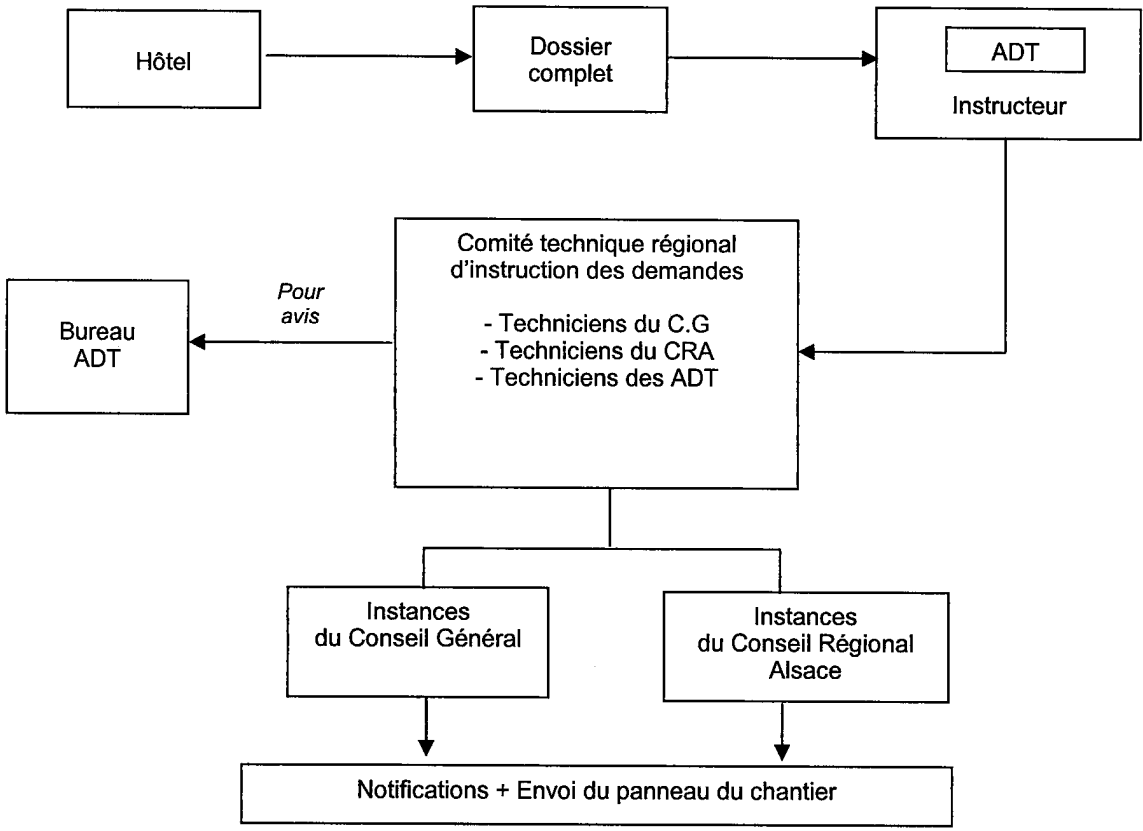 Hôtel
Dossier
complet
ADT
Instructeur
Comité technique régional
d'instruction des demandes
- Techniciens du C.G
- Techniciens du CRA
- Techniciens des ADT
Pour
avis
Bureau
ADT
Instances
du Conseil Général
Instances
du Conseil Régional
Alsace
Notifications + Envoi du panneau du chantier